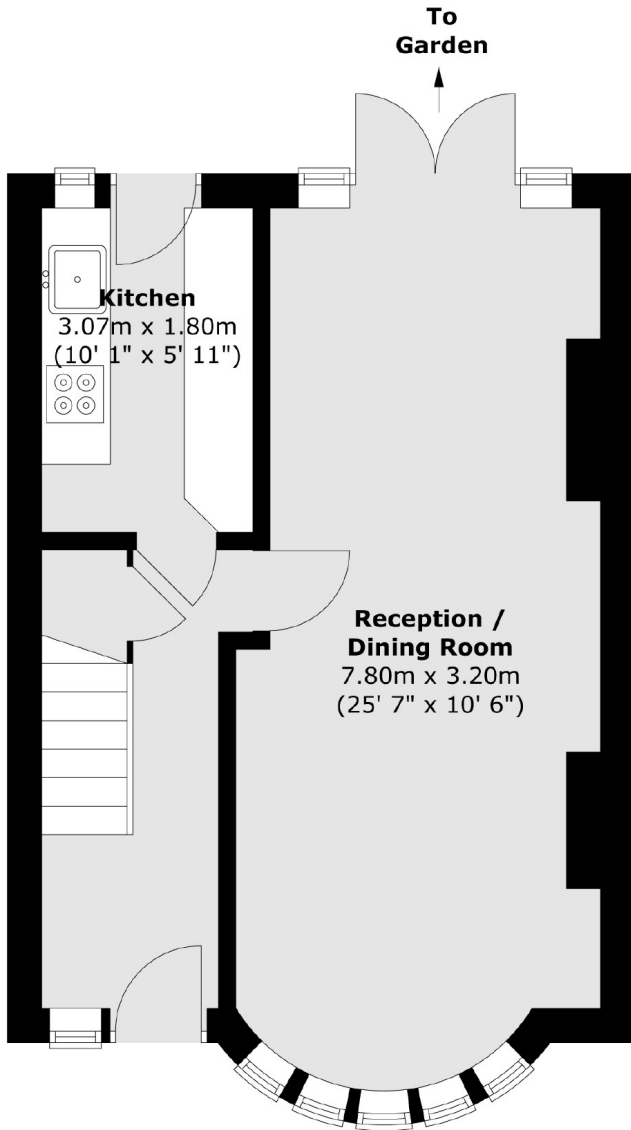 To
Garden
Kitchen
3.07m x 1.80m
(10' 1" x 5' 11")
Reception /
Dining Room
7.80m x 3.20m
(25' 7" x 10' 6")